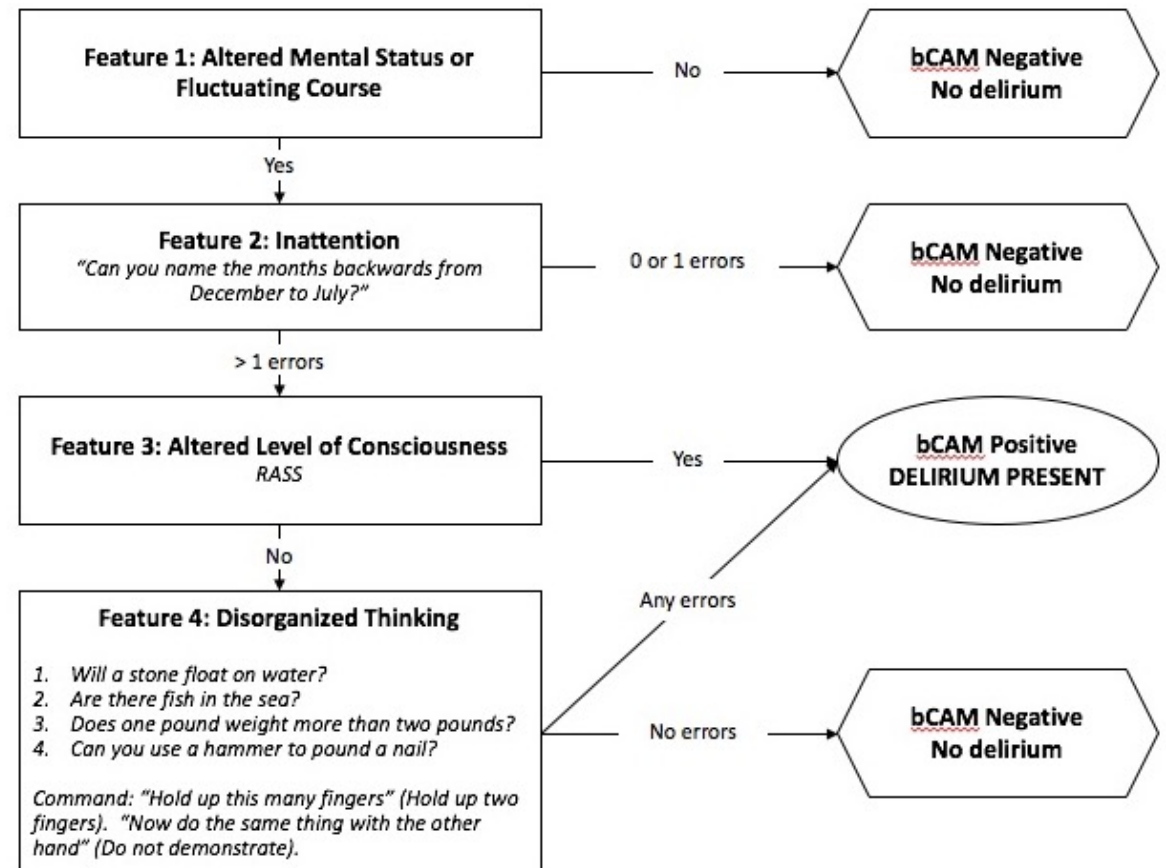 Feature 1: Altered Mental Status or
Fluctuating Course
No
bCAM Negative
No delirium
Yes
Feature 2: Inattention
“Can you name the months backwards from
December to July?”
0 or 1 errors
bCAM Negative
No delirium
> 1 errors
Feature 3: Altered Level of Consciousness
RASS
Yes
bCAM Positive
DELIRIUM PRESENT
No
Feature 4: Disorganized Thinking
1. Will a stone float on water?
2. Are there fish in the sea?
3. Does one pound weight more than two pounds?
4. Can you use a hammer to pound a nail?
Command: “Hold up this many fingers” (Hold up two
fingers). “Now do the same thing with the other
hand” (Do not demonstrate).
Any errors
No errors
bCAM Negative
No delirium